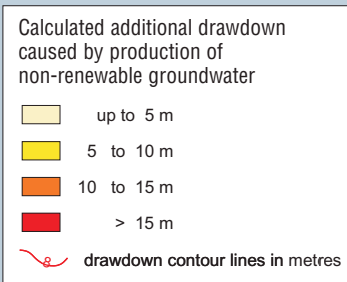 Calculated additional drawdown
caused by production of
non-renewable groundwater
up to 5 m
5 to 10 m
10 to 15 m
> 15 m
8 drawdown contour lines in metres